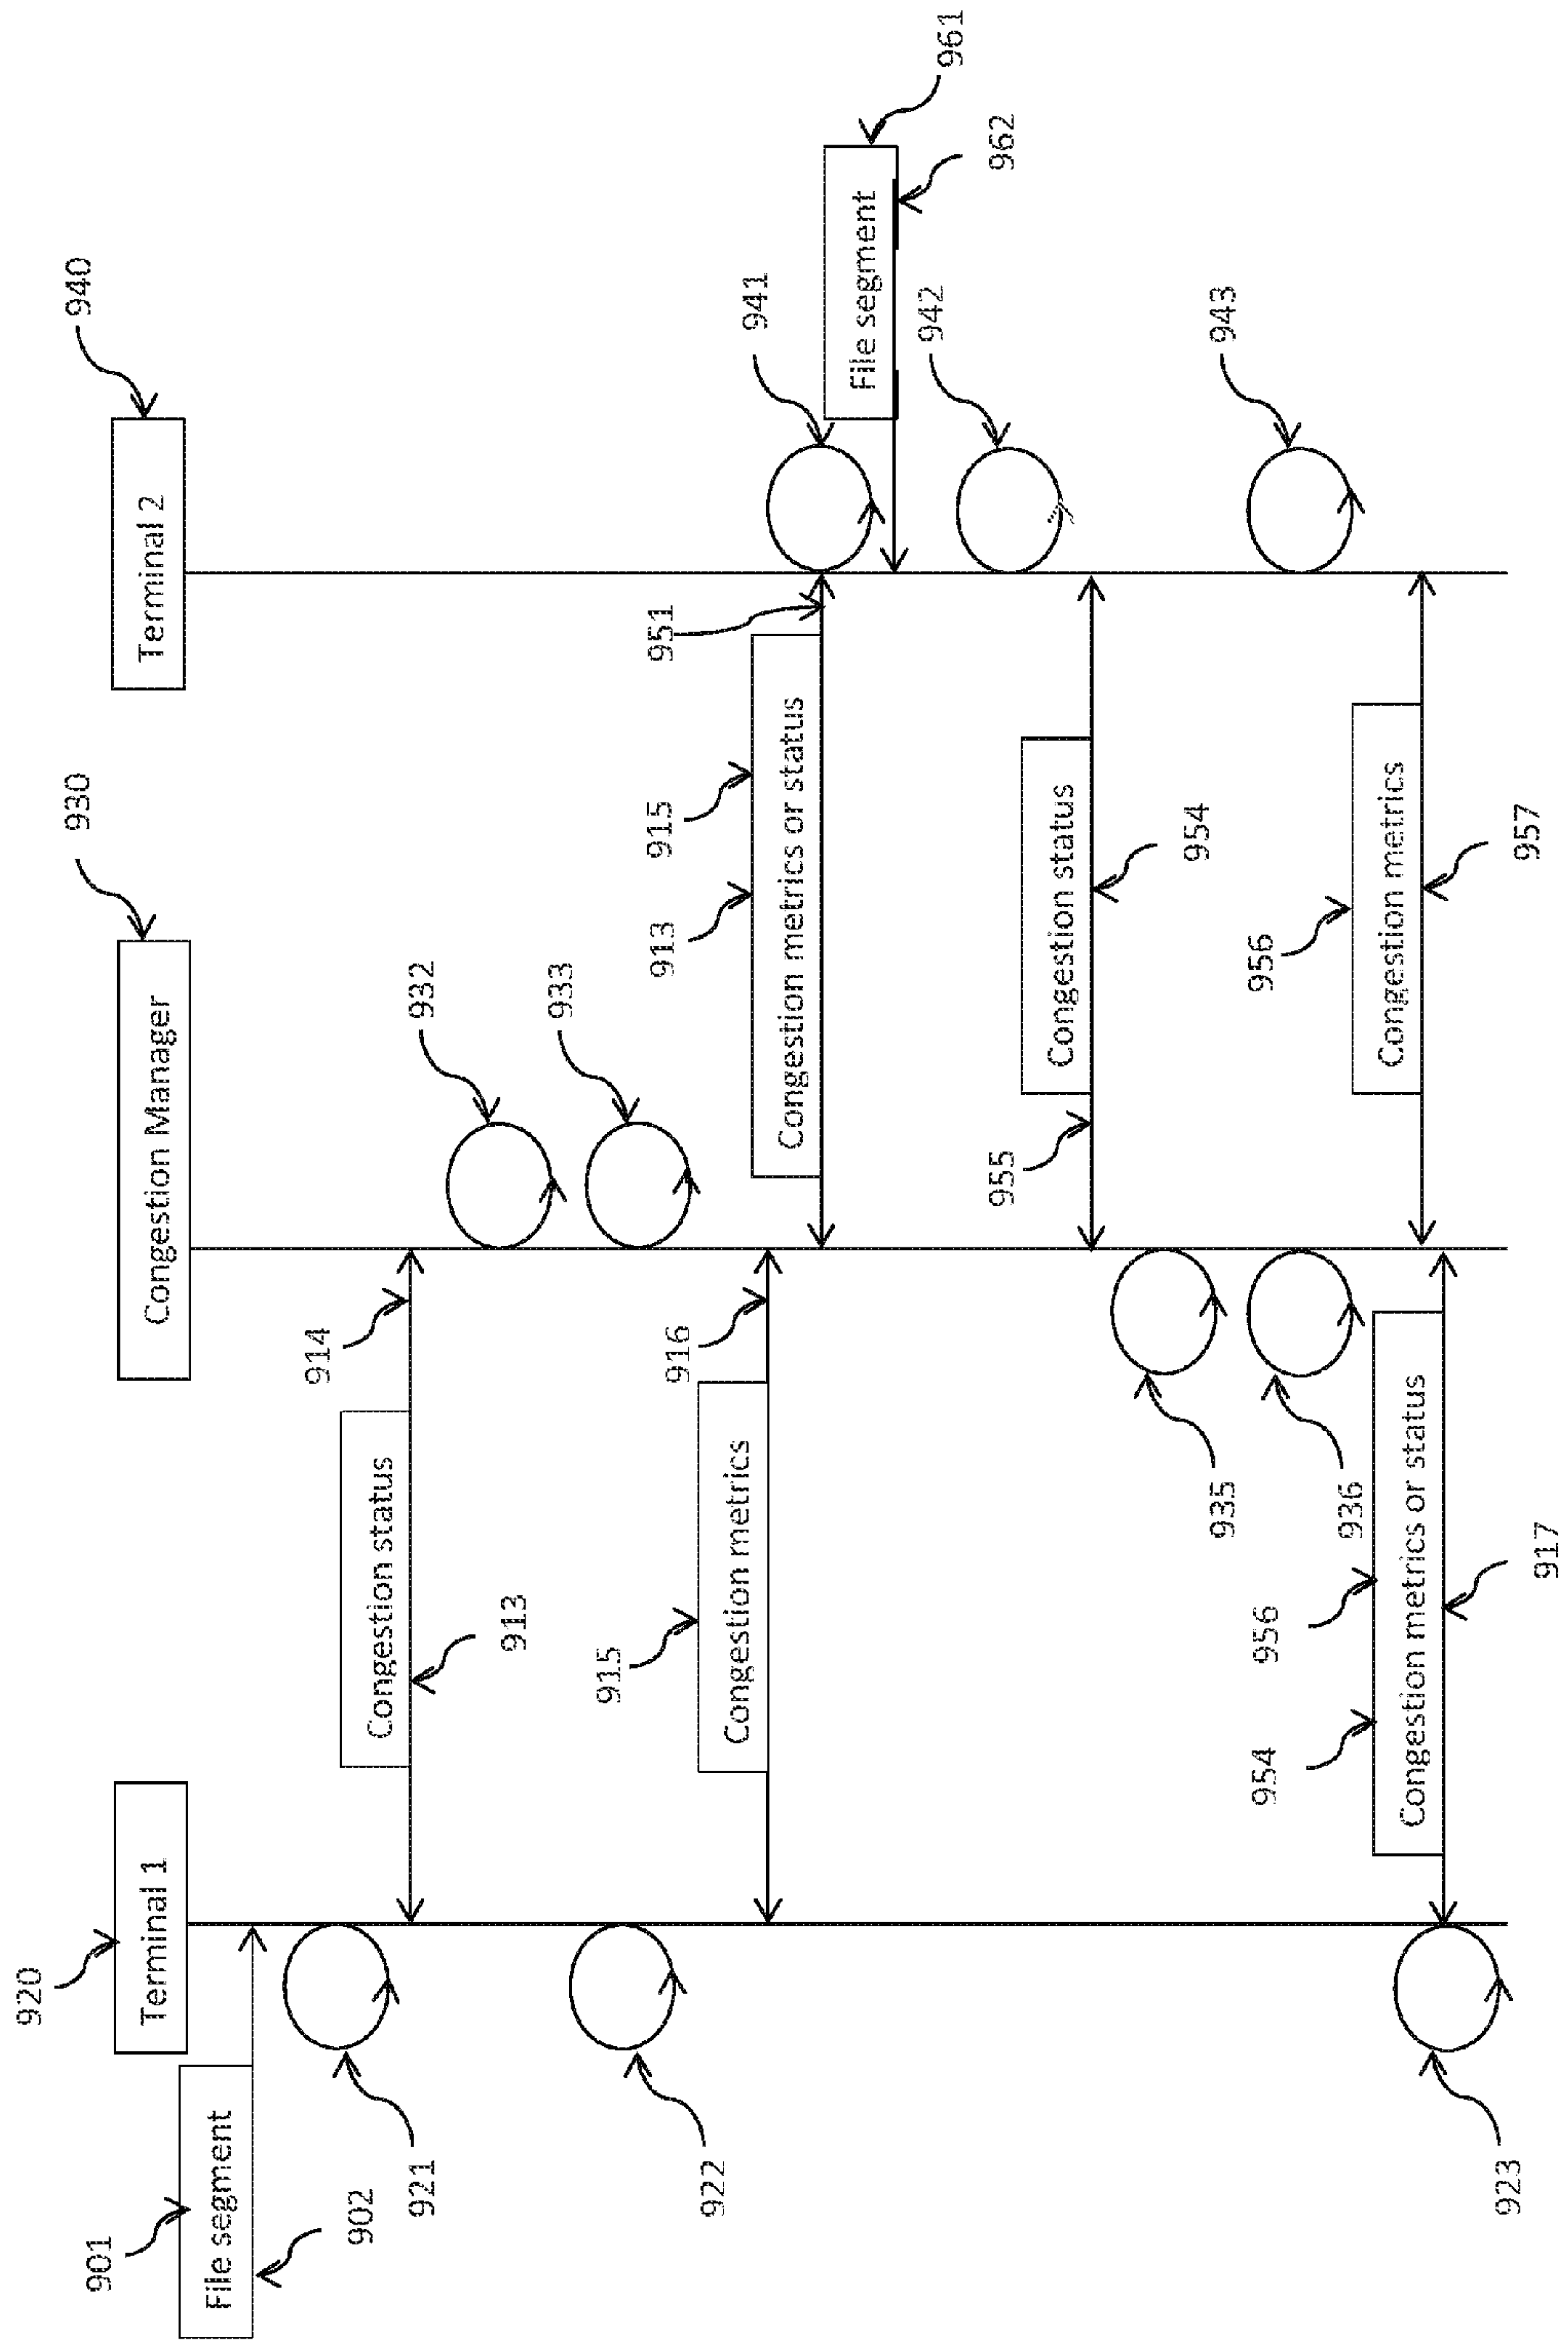 920
930
940
901
Terminal 1
Congestion Manager
Terminal 2
File segment
914
902
Congestion status
921
932
913
933
915
916
913
915
951
922
Congestion metrics
941
Congestion metrics or status
File segment
942
961
955
962
Congestion status
954
935
943
954
956
956
936
Congestion metrics
Congestion metrics or status
923
957
917